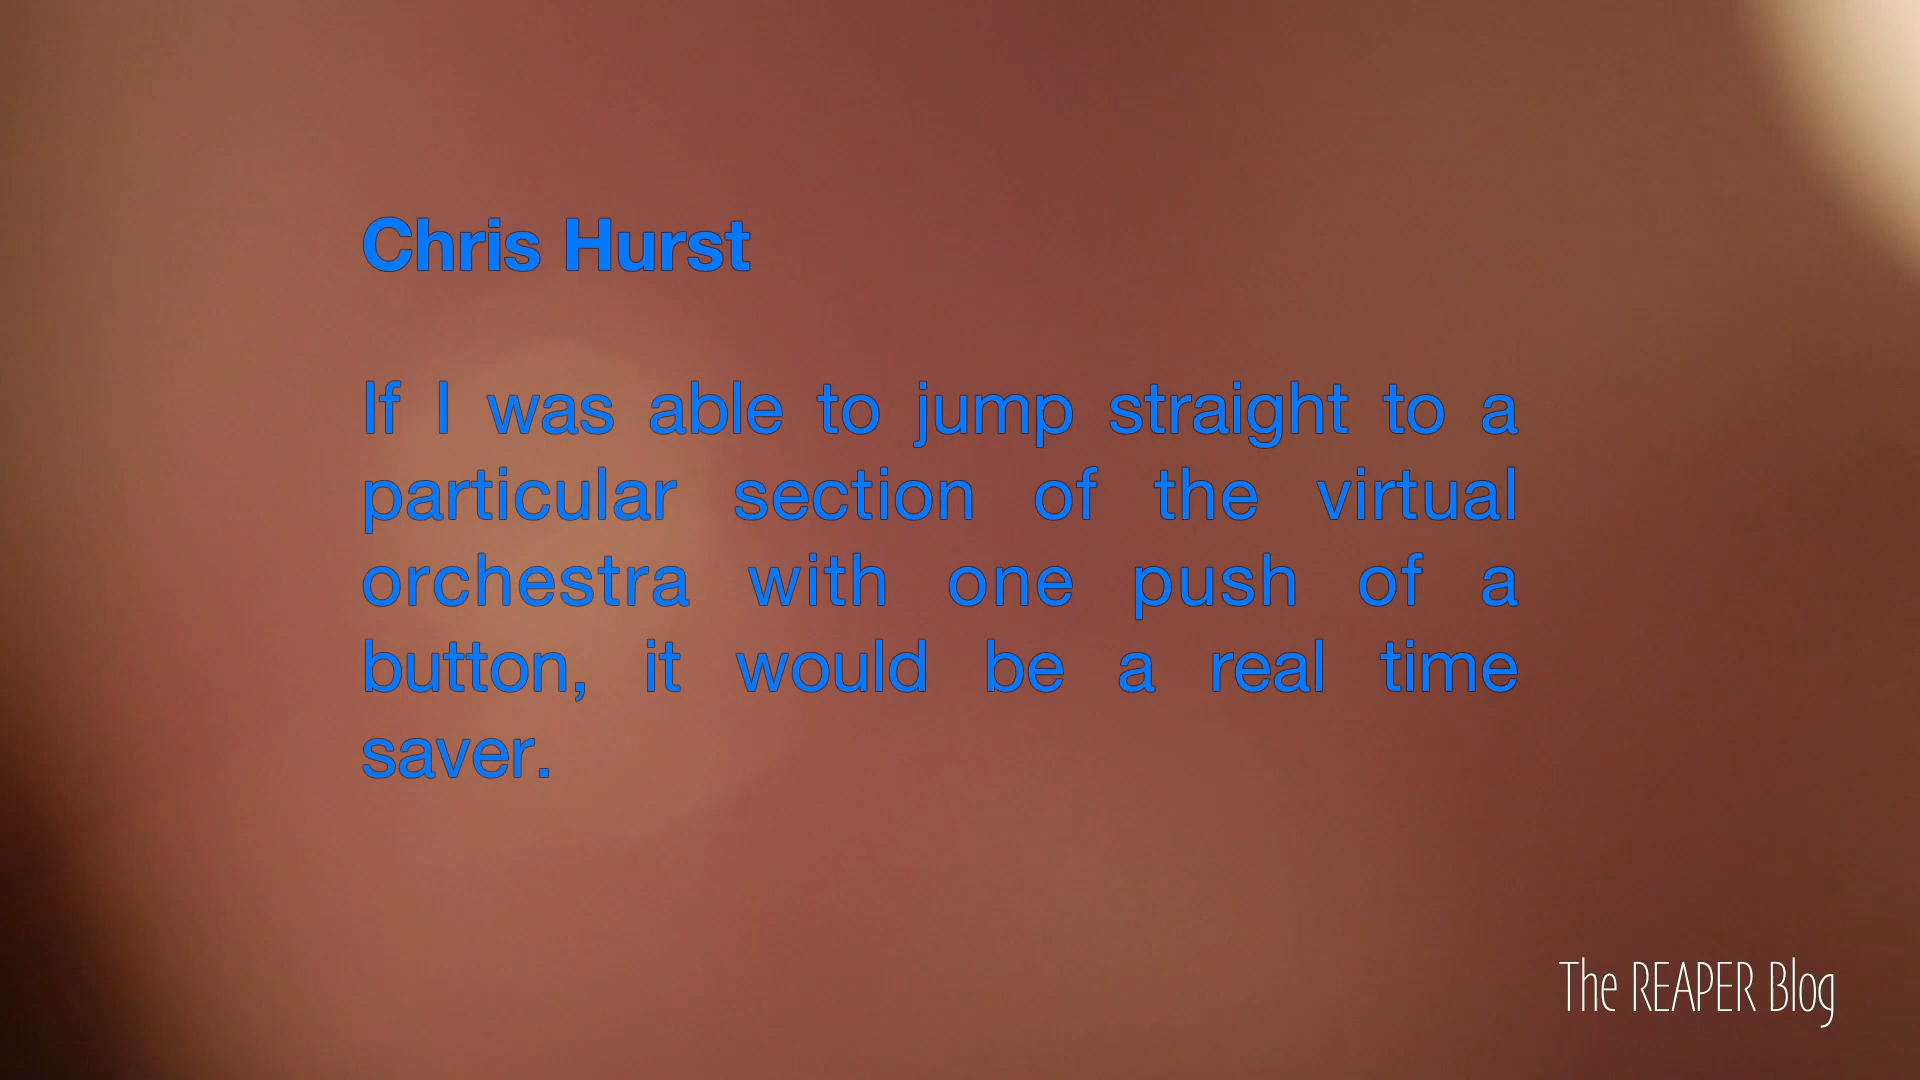 Chris Hurst
If I was able to jump straight to a
particular section of the virtual
orchestra with one push of a
button, it would be a real time
saver.
The REAPER Blog